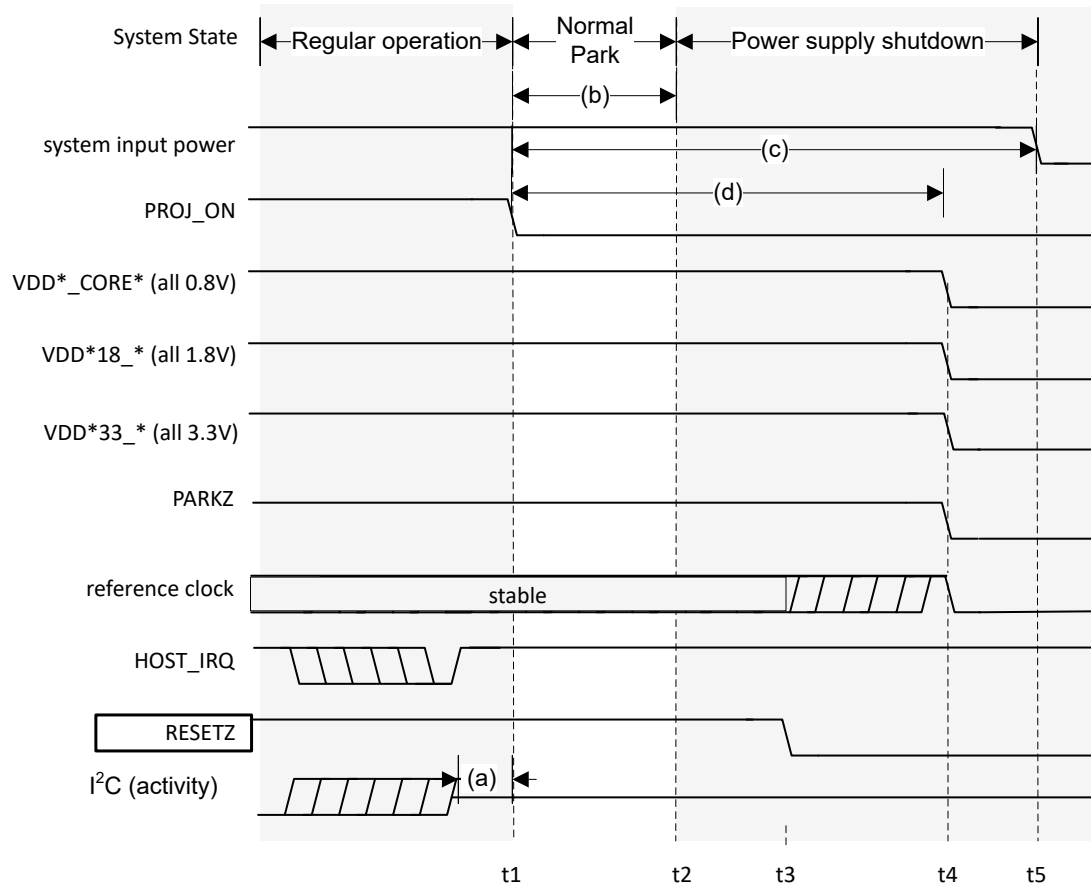 System State
Regular operation
Normal
Park
Power supply shutdown
(b)
system input power
(c)
(d)
PROJ_ON
VDD*_CORE* (all 0.8V)
VDD*18_* (all 1.8V)
VDD*33_* (all 3.3V)
PARKZ
reference clock
stable
HOST_IRQ
RESETZ
I²C (activity)
(a)
t1
t2
t3
t4
t5